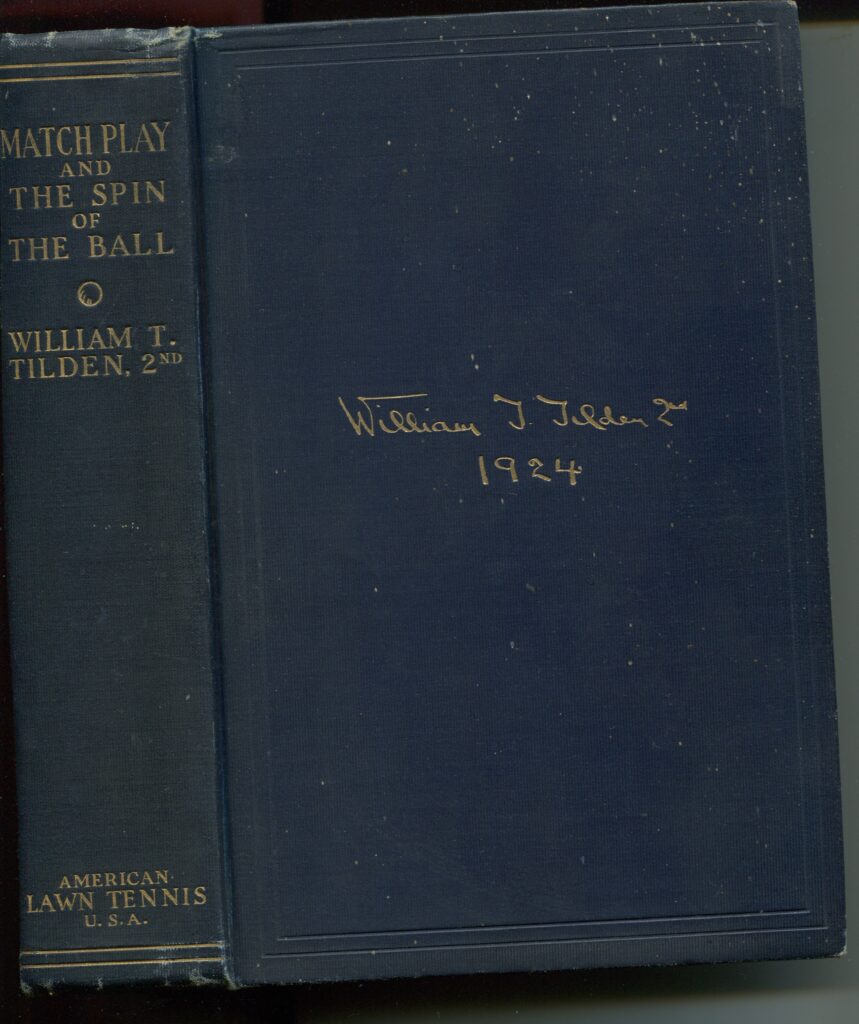 MATCH PLAY
AND
THE SPIN
OF
THE BALL
WILLIAM T.
TILDEN, 2ND
AMERICAN
LAWN TENNIS
U.S.A.
William T. Tilden 2nd
1924